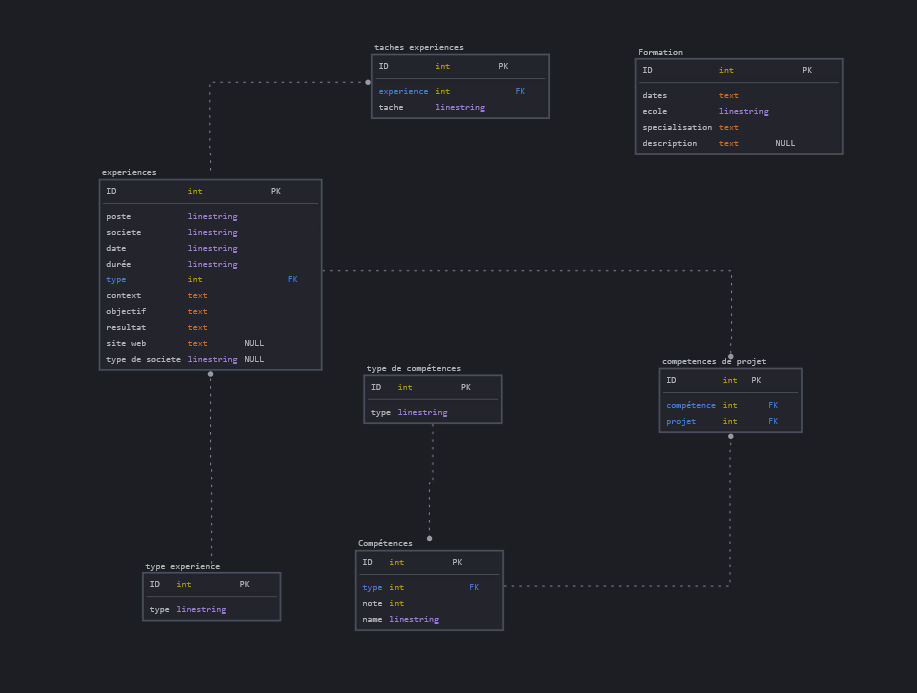 taches experiences
ID int PK
experience int FK
tache linestring
Formation
ID int PK
dates text
ecole linestring
specialisation text
description text NULL
experiences
ID int PK
poste linestring
societe linestring
date linestring
durée linestring
type int FK
context text
objectif text
resultat text
site web text NULL
type de societe linestring NULL
type de compétences
ID int PK
type linestring
competences de projet
ID int PK
compétence int FK
projet int FK
type experience
ID int PK
type linestring
Compétences
ID int PK
type int FK
note int
name linestring